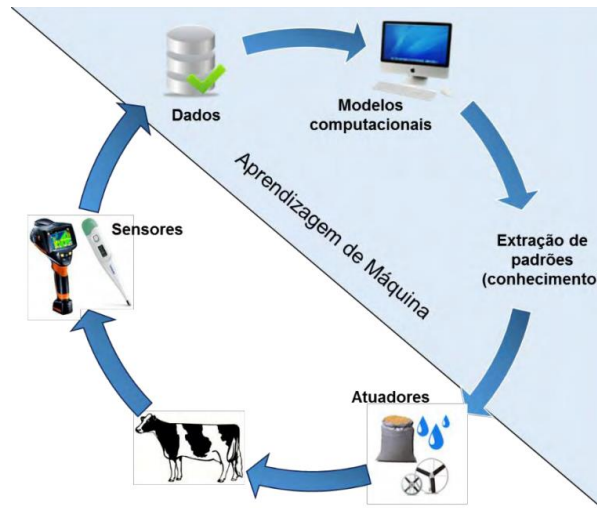 Dados
Modelos
computacionais
Aprendizagem de Máquina
Sensores
Extração de
padrões
(conhecimento
Atuadores